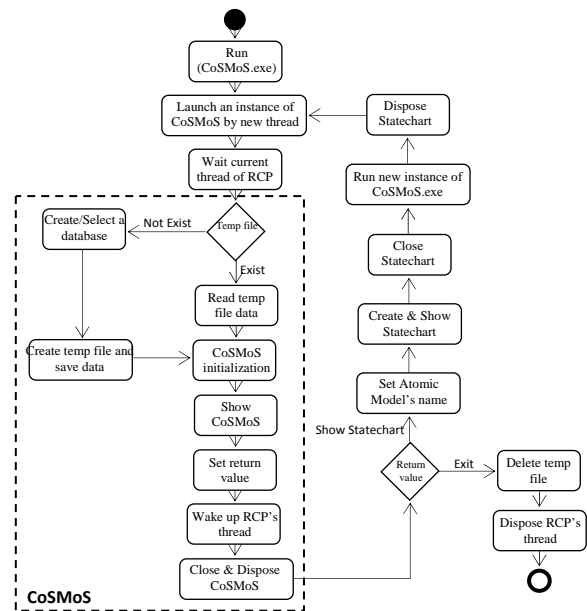 Run
(CoSMoS.exe)
Launch an instance of
CoSMoS by new thread
Wait current
thread of RCP
Temp file
Not Exist
Create/Select a
database
Exist
Read temp
file data
Create temp file and
save data
CoSMoS
initialization
Show
CoSMoS
Set return
value
Wake up RCP's
thread
Close & Dispose
CoSMoS
CoSMoS
Dispose
Statechart
Run new instance of
CoSMoS.exe
Close
Statechart
Create & Show
Statechart
Set Atomic
Model's name
Show Statechart
Return
value
Exit
Delete temp
file
Dispose RCP's
thread